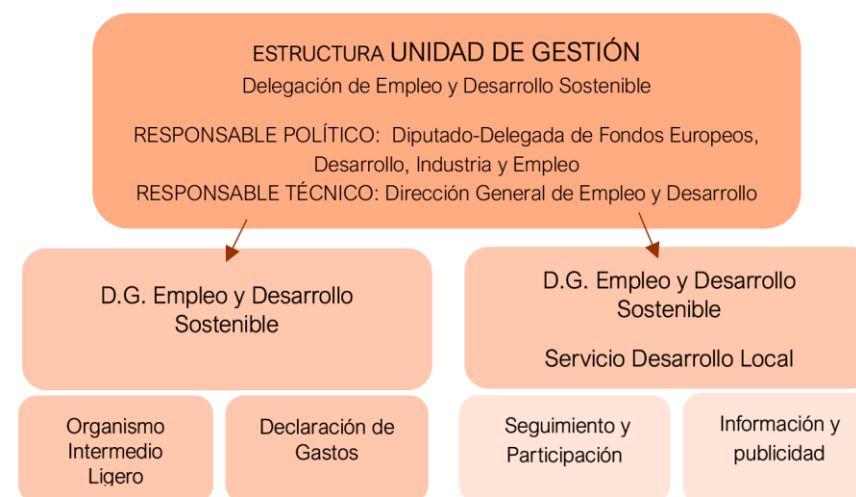 ESTRUCTURA UNIDAD DE GESTIÓN
Delegación de Empleo y Desarrollo Sostenible
RESPONSABLE POLÍTICO: Diputado-Delegada de Fondos Europeos,
Desarrollo, Industria y Empleo
RESPONSABLE TÉCNICO: Dirección General de Empleo y Desarrollo
D.G. Empleo y Desarrollo
Sostenible
D.G. Empleo y Desarrollo
Sostenible
Servicio Desarrollo Local
Organismo
Intermedio
Ligero
Declaración de
Gastos
Seguimiento y
Participación
Información y
publicidad